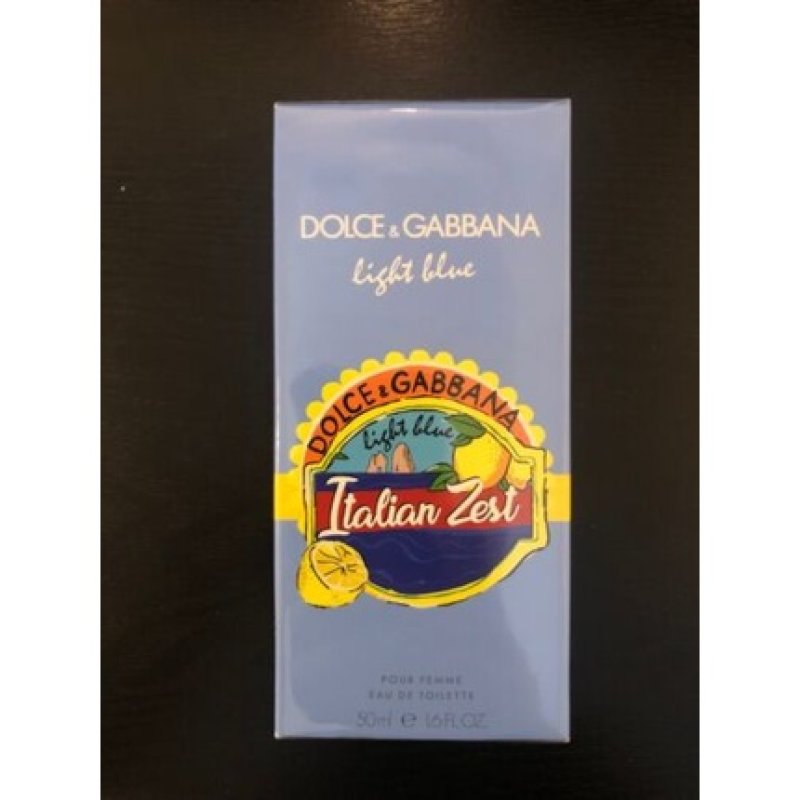 DOLCE & GABBANA
light blue
DOLCE & GABBANA
light blue
Italian Zest
POUR FEMME
EAU DE TOILETTE
50ml e 1.6 FL.OZ.